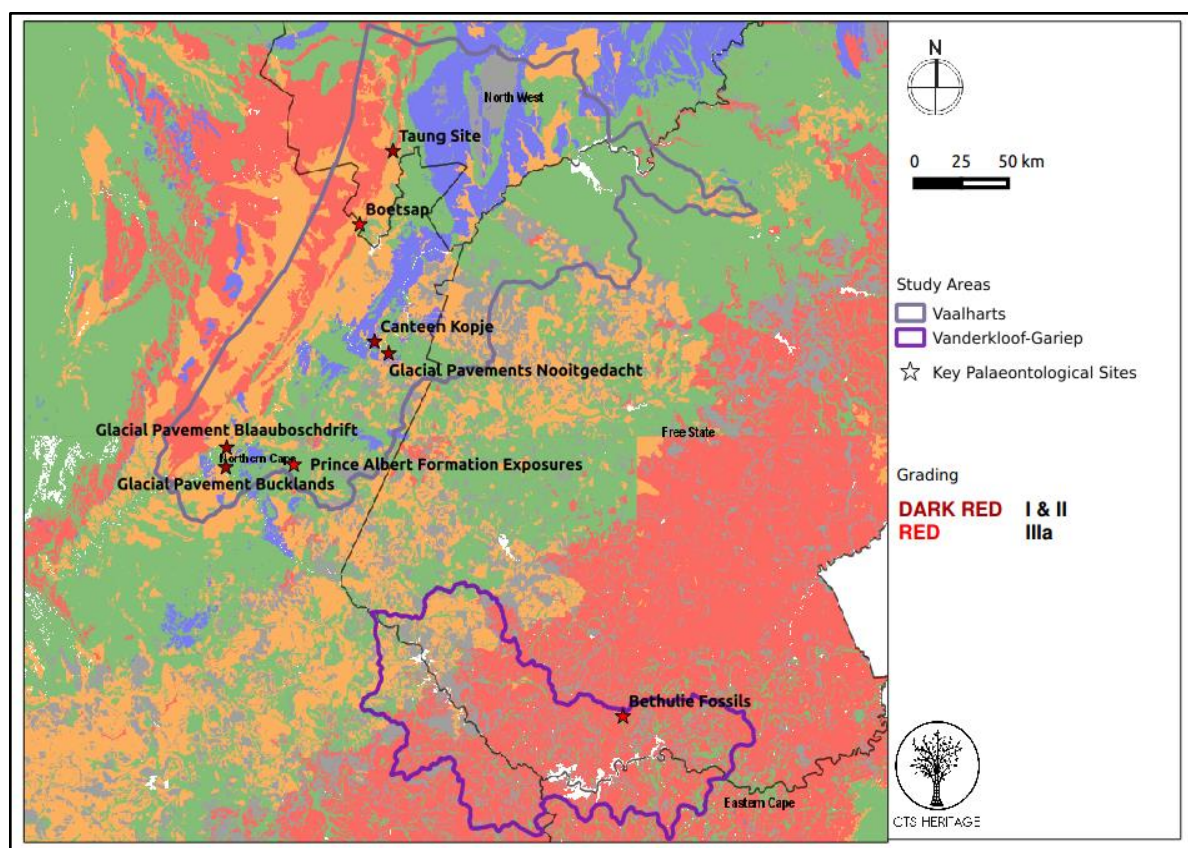 North West
Taung Site
Boetsap
Canteen Kopje
Glacial Pavements Nooitgedacht
Glacial Pavement Blaauboschdrift
Northern Cape
Prince Albert Formation Exposures
Glacial Pavement Bucklands
Free State
Bethulie Fossils
Eastern Cape
N
0 25 50 km
Study Areas
Vaalharts
Vanderkloof-Gariep
Key Palaeontological Sites
Grading
DARK RED I & II
RED IIIa
CTS HERITAGE